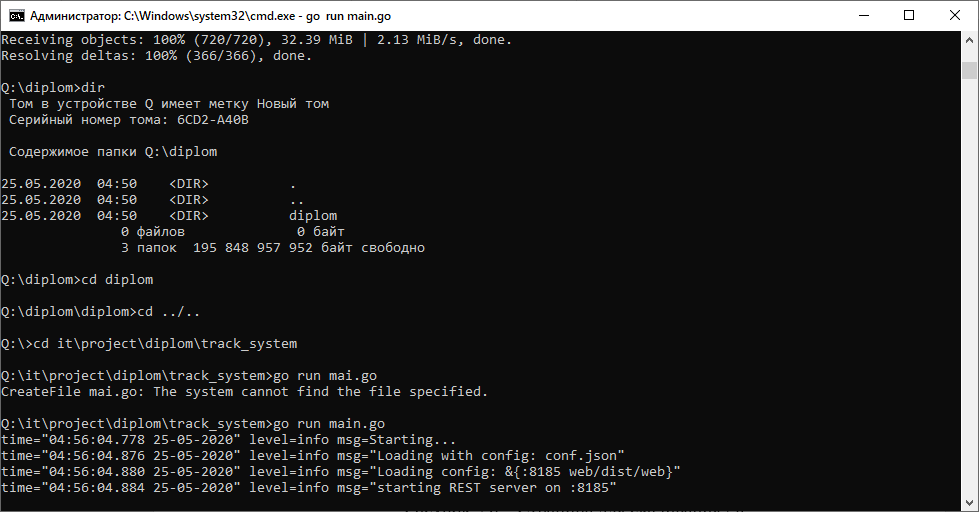 Администратор: C:\Windows\system32\cmd.exe - go  run main.go
Receiving objects: 100% (720/720), 32.39 MiB | 2.13 MiB/s, done.
Resolving deltas: 100% (366/366), done.
Q:\diplom>dir
Том в устройстве Q имеет метку Новый том
Серийный номер тома: 6CD2-A40B
Содержимое папки Q:\diplom
25.05.2020  04:50    <DIR>          .
25.05.2020  04:50    <DIR>          ..
25.05.2020  04:50    <DIR>          diplom
0 файлов              0 байт
3 папок  195 848 957 952 байт свободно
Q:\diplom>cd diplom
Q:\diplom\diplom>cd ../..
Q:\>cd it\project\diplom\track_system
Q:\it\project\diplom\track_system>go run mai.go
CreateFile mai.go: The system cannot find the file specified.
Q:\it\project\diplom\track_system>go run main.go
time="04:56:04.778 25-05-2020" level=info msg=Starting...
time="04:56:04.876 25-05-2020" level=info msg="Loading with config: conf.json"
time="04:56:04.880 25-05-2020" level=info msg="Loading config: &{:8185 web/dist/web}"
time="04:56:04.884 25-05-2020" level=info msg="starting REST server on :8185"